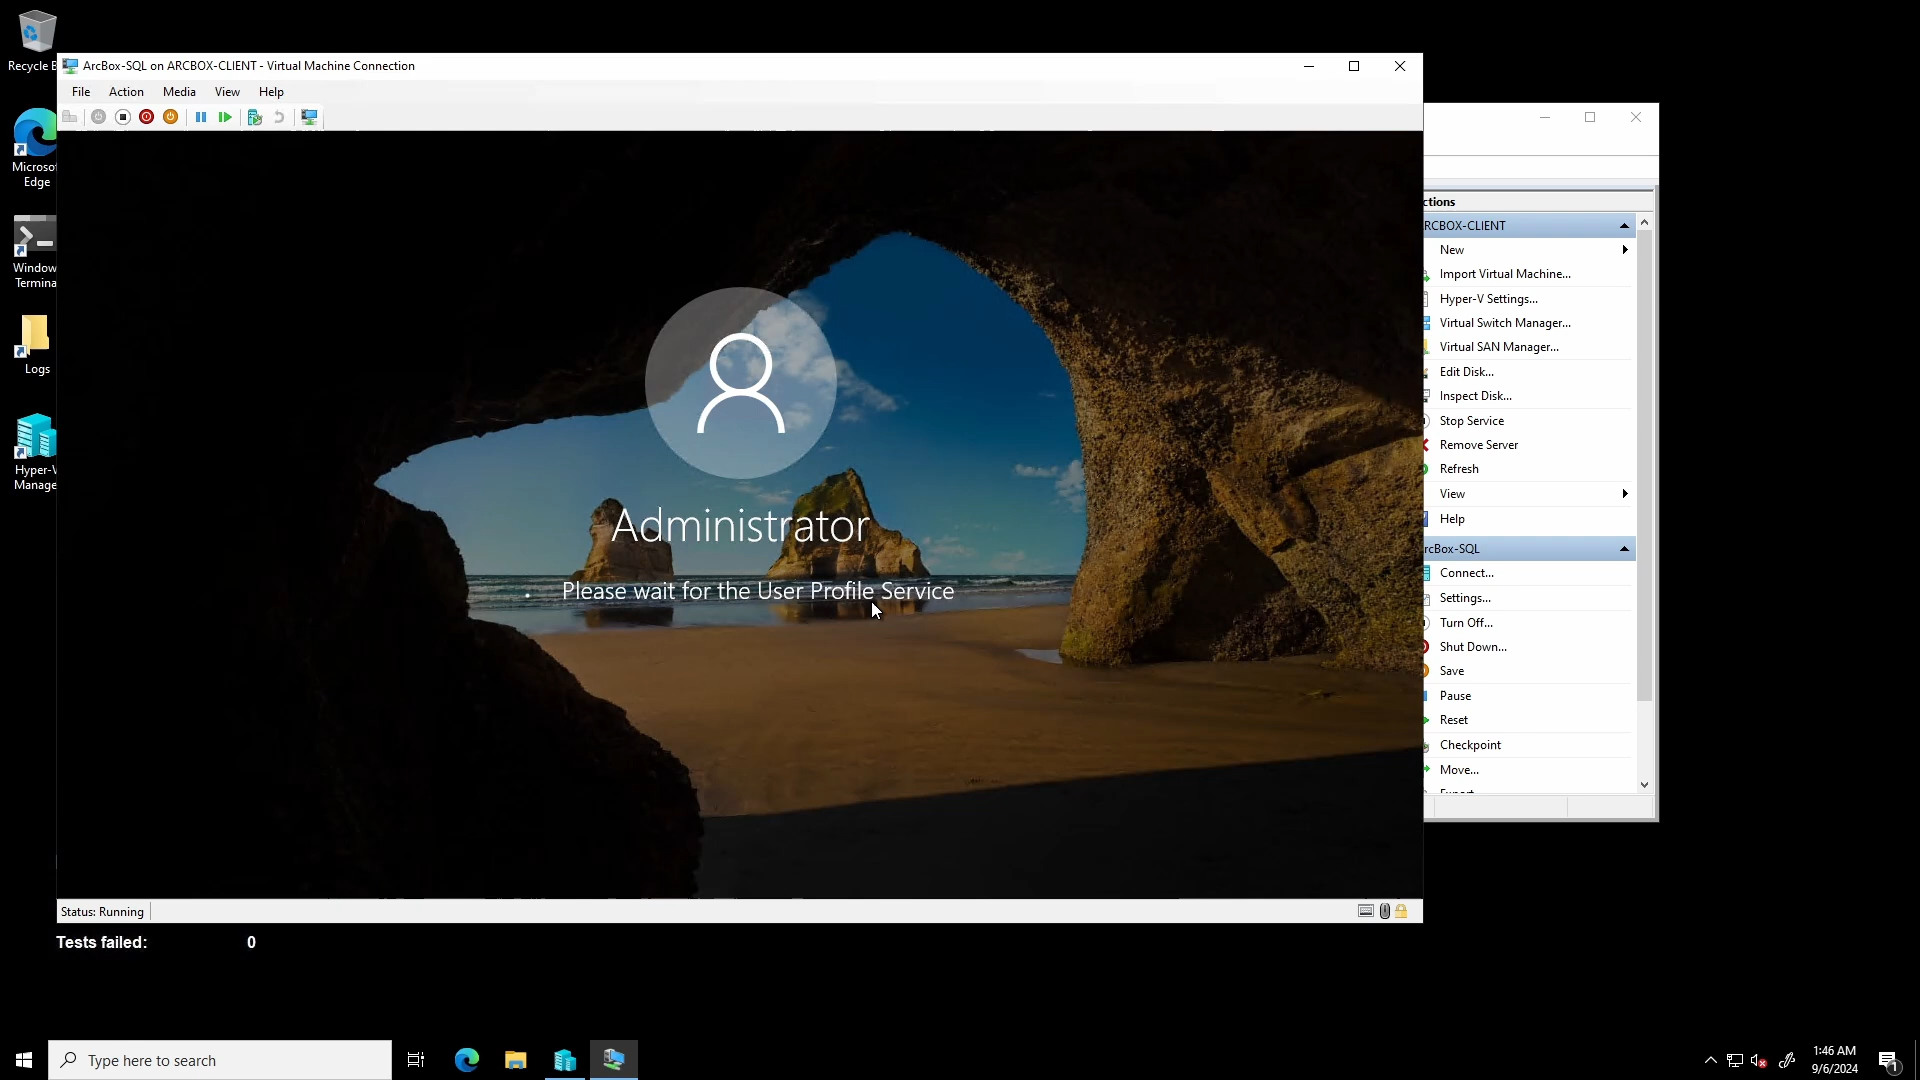 Recycle B
Microso
Edge
Window
Termina
Logs
Hyper-V
Manage
ArcBox-SQL on ARCBOX-CLIENT - Virtual Machine Connection
File Action Media View Help
Administrator
Please wait for the User Profile Service
Status: Running
ctions
RCBOX-CLIENT
New
Import Virtual Machine...
Hyper-V Settings...
Virtual Switch Manager...
Virtual SAN Manager...
Edit Disk...
Inspect Disk...
Stop Service
Remove Server
Refresh
View
Help
rcBox-SQL
Connect...
Settings...
Turn Off...
Shut Down...
Save
Pause
Reset
Checkpoint
Move...
Export
Tests failed: 0
Type here to search
1:46 AM
9/6/2024
1